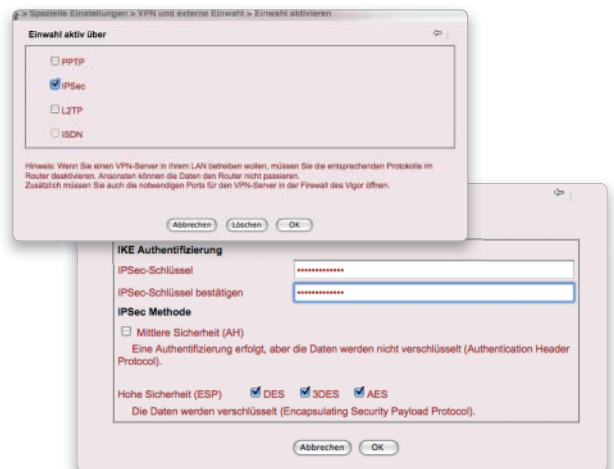 > Spezielle Einstellungen > VPN und externe Einwahl > Einwahl aktivieren
Einwahl aktiv über
PPTP
IPSec
L2TP
ISDN
Hinweis: Wenn Sie einen VPN-Server in Ihrem LAN betreiben wollen, müssen Sie die entsprechenden Protokolle im
Router deaktivieren. Ansonsten können die Daten den Router nicht passieren.
Zusätzlich müssen Sie auch die notwendigen Ports für den VPN-Server in der Firewall des Vigor öffnen.
Abbrechen Löschen OK
IKE Authentifizierung
IPSec-Schlüssel •••••••••••••
IPSec-Schlüssel bestätigen •••••••••••••
IPSec Methode
Mittlere Sicherheit (AH)
Eine Authentifizierung erfolgt, aber die Daten werden nicht verschlüsselt (Authentication Header
Protocol).
Hohe Sicherheit (ESP) DES 3DES AES
Die Daten werden verschlüsselt (Encapsulating Security Payload Protocol).
Abbrechen OK